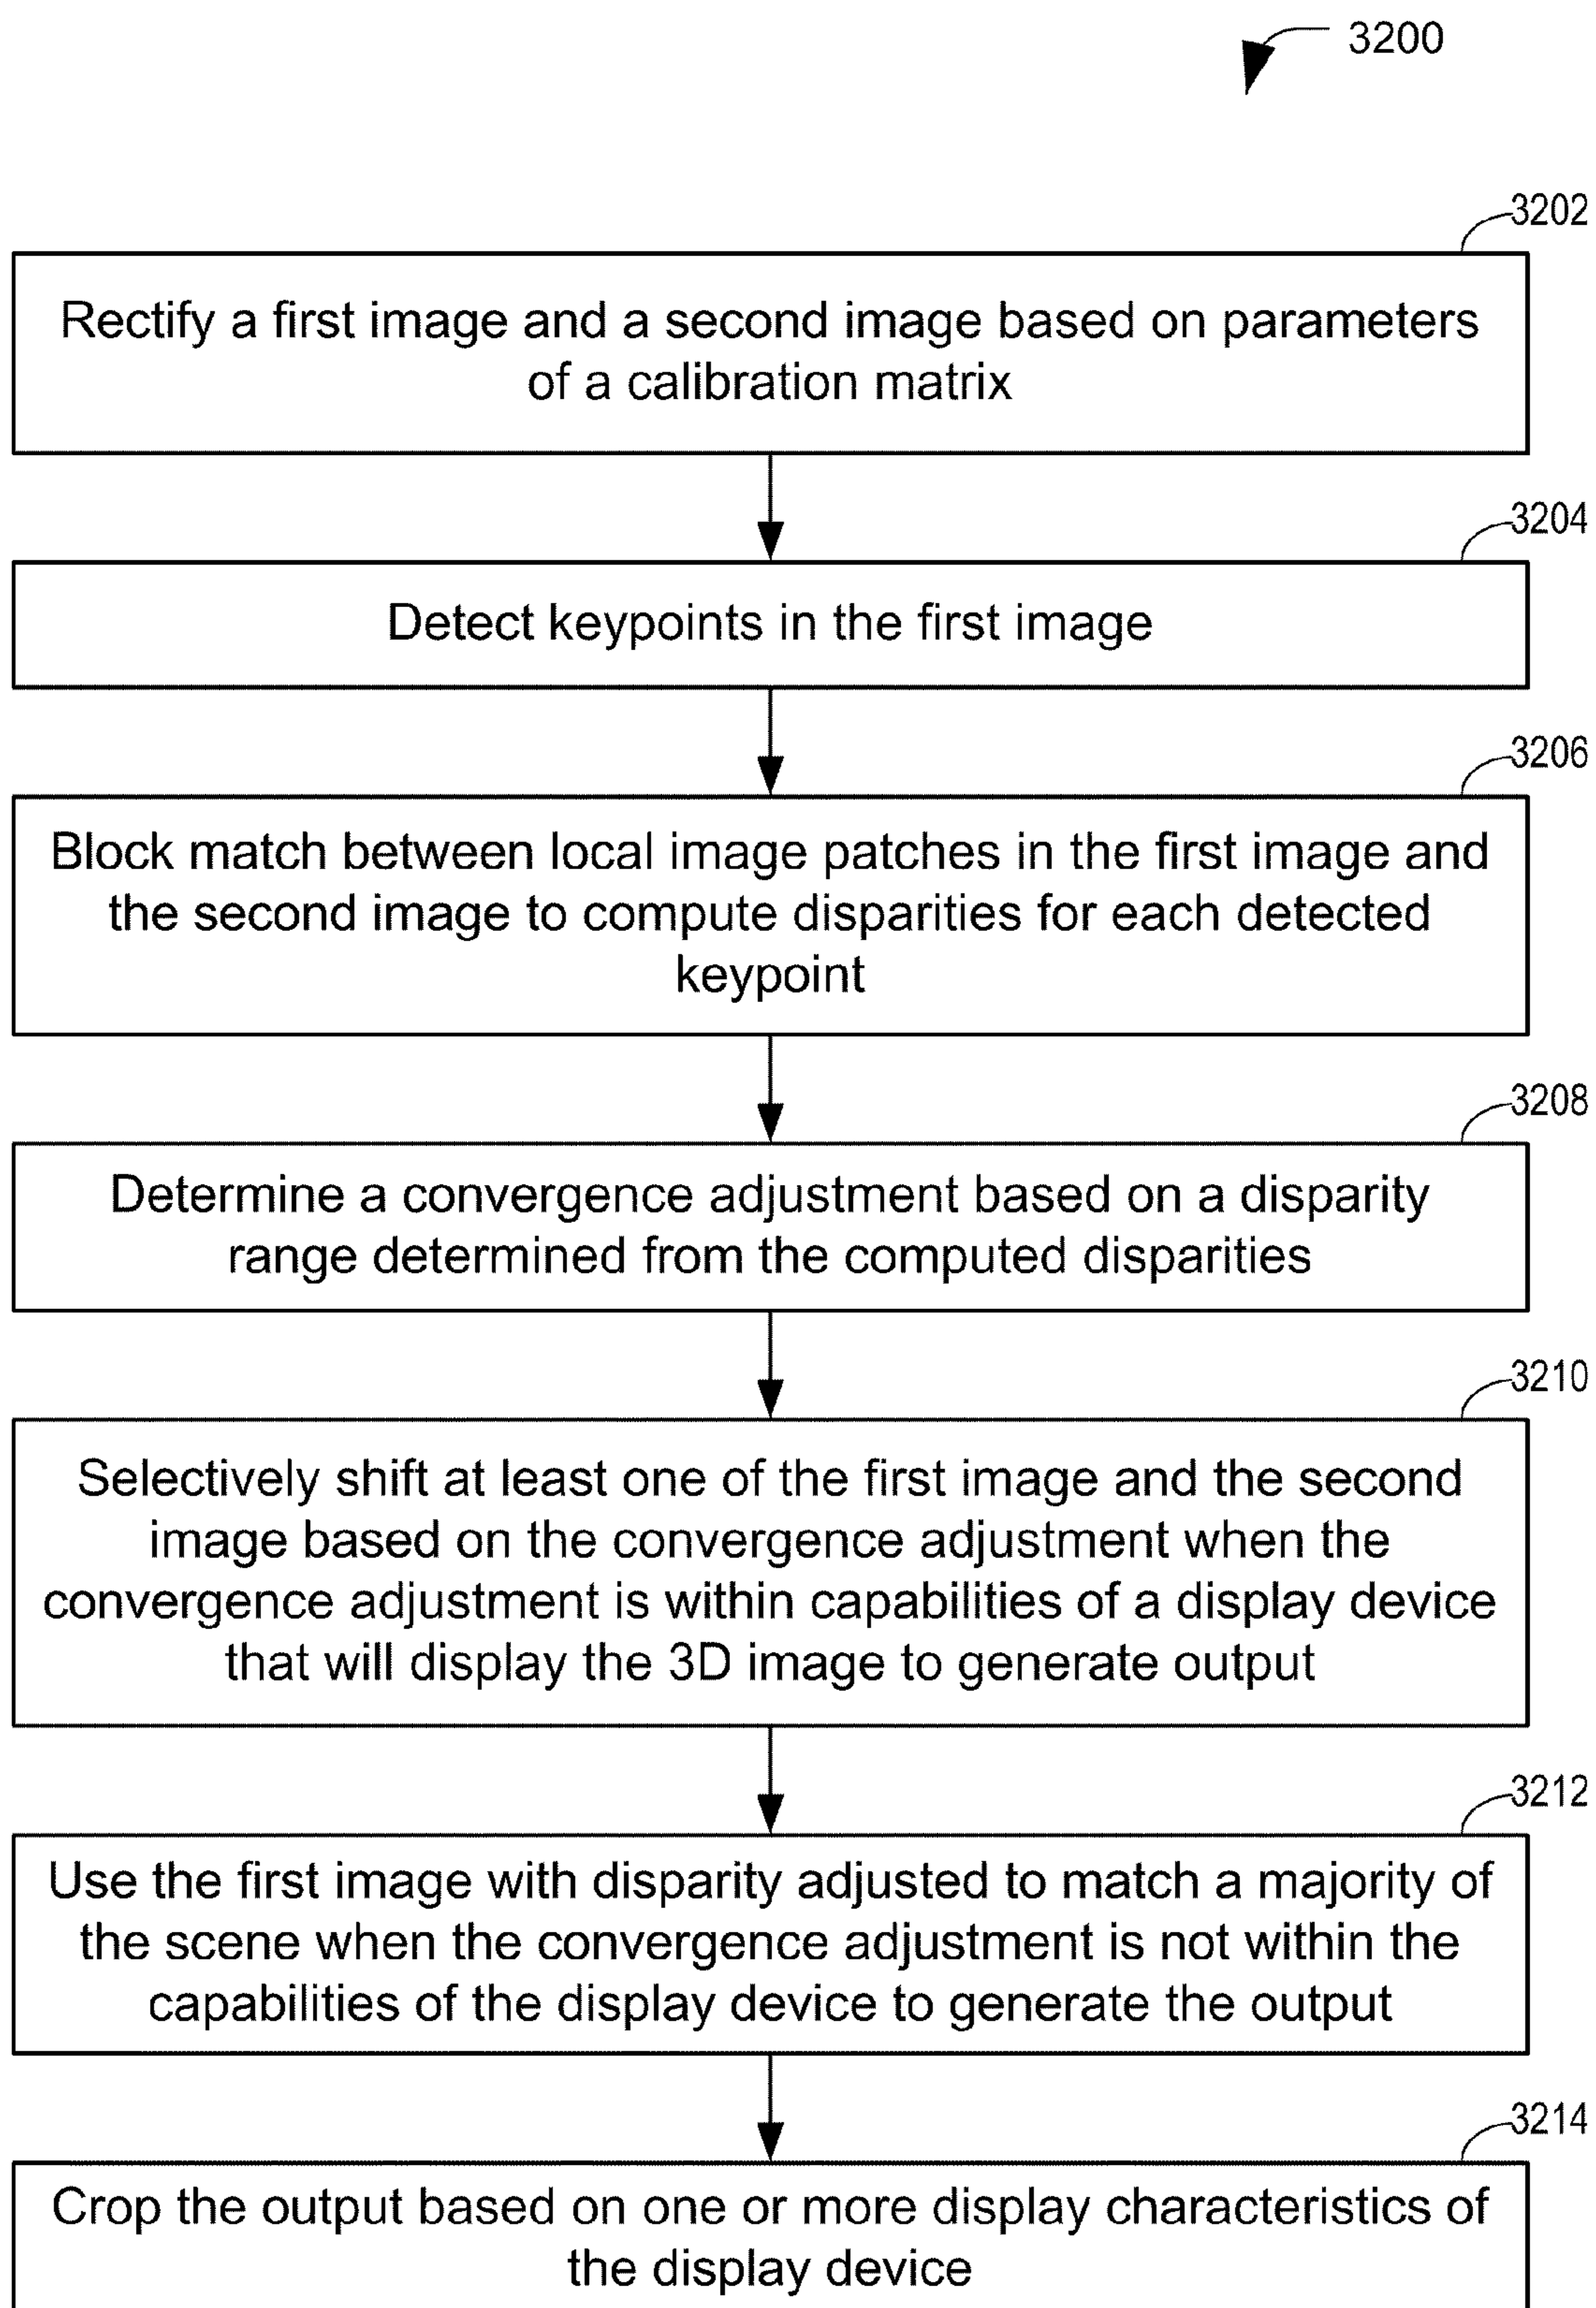 3200
3202
Rectify a first image and a second image based on parameters
of a calibration matrix
3204
Detect keypoints in the first image
3206
Block match between local image patches in the first image and
the second image to compute disparities for each detected
keypoint
3208
Determine a convergence adjustment based on a disparity
range determined from the computed disparities
3210
Selectively shift at least one of the first image and the second
image based on the convergence adjustment when the
convergence adjustment is within capabilities of a display device
that will display the 3D image to generate output
3212
Use the first image with disparity adjusted to match a majority of
the scene when the convergence adjustment is not within the
capabilities of the display device to generate the output
3214
Crop the output based on one or more display characteristics of
the display device